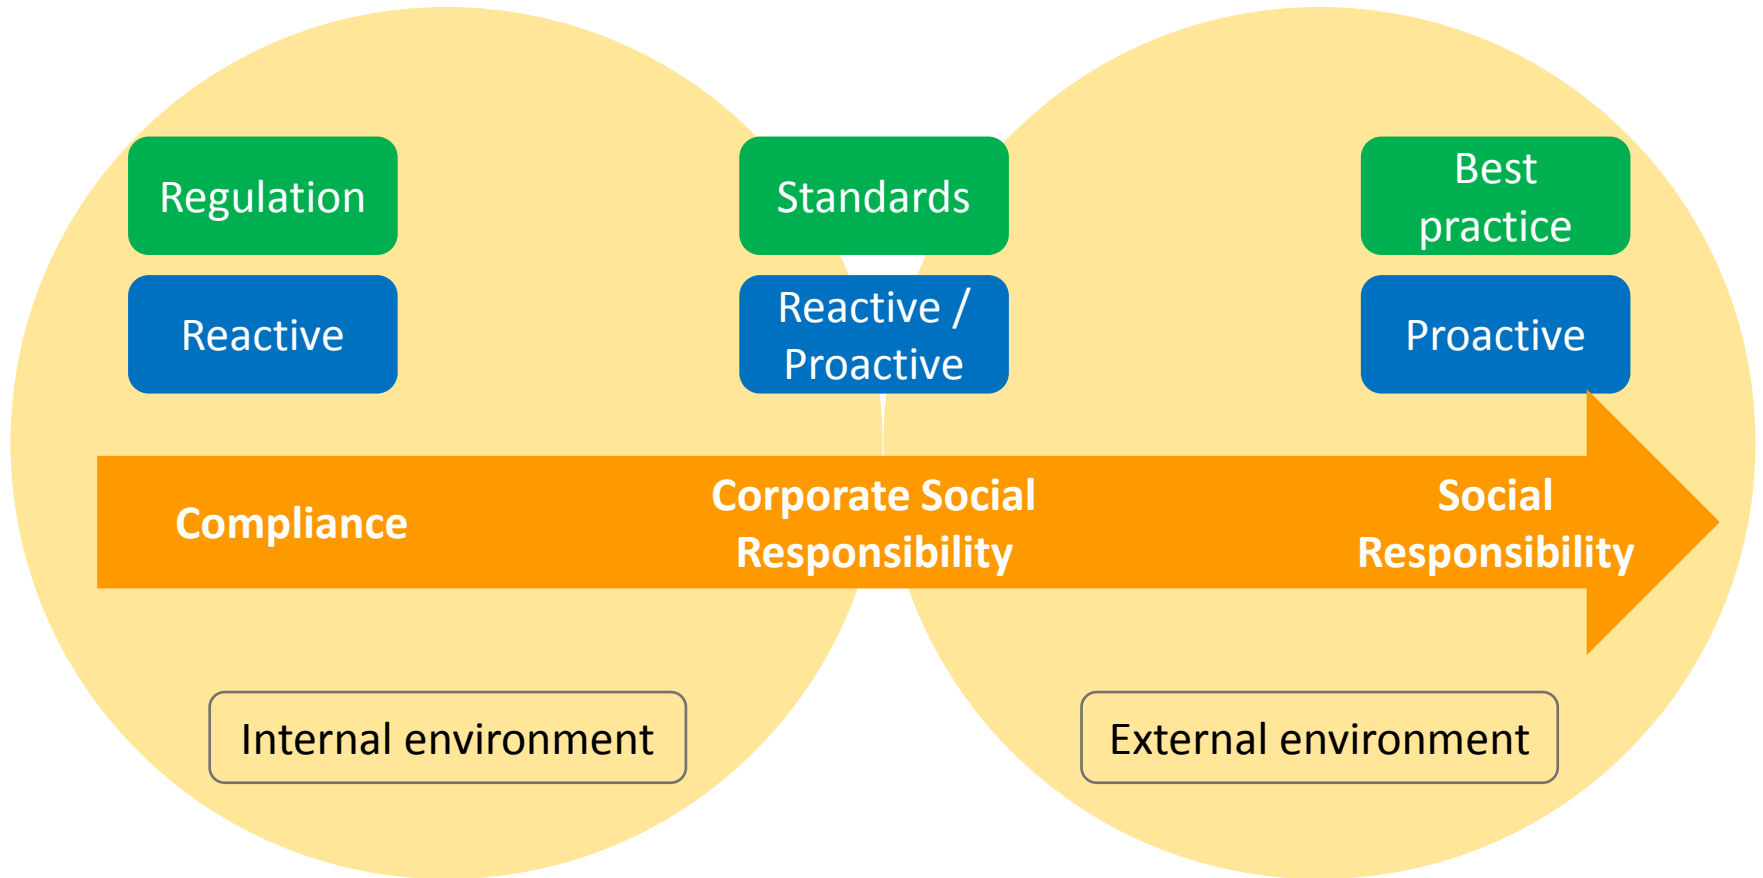 Regulation
Standards
Best
practice
Reactive
Reactive /
Proactive
Proactive
Compliance
Corporate Social
Responsibility
Social
Responsibility
Internal environment
External environment